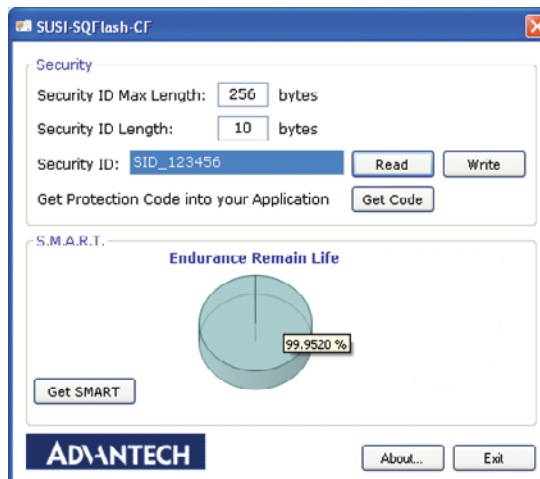 SUSI-SQFlash-CF
Security
Security ID Max Length: 256 bytes
Security ID Length: 10 bytes
Security ID: SID_123456 Read Write
Get Protection Code into your Application Get Code
S.M.A.R.T.
Endurance Remain Life
99.9520 %
Get SMART
ADVANTECH About... Exit